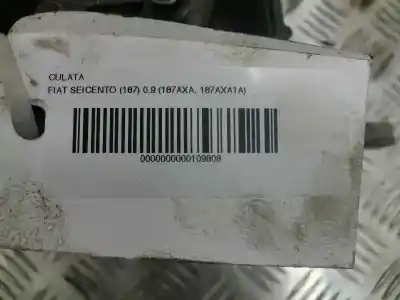 CULATA
FIAT SEICENTO (187) 0.9 (187AXA, 187AXA1A)
0000000000109808